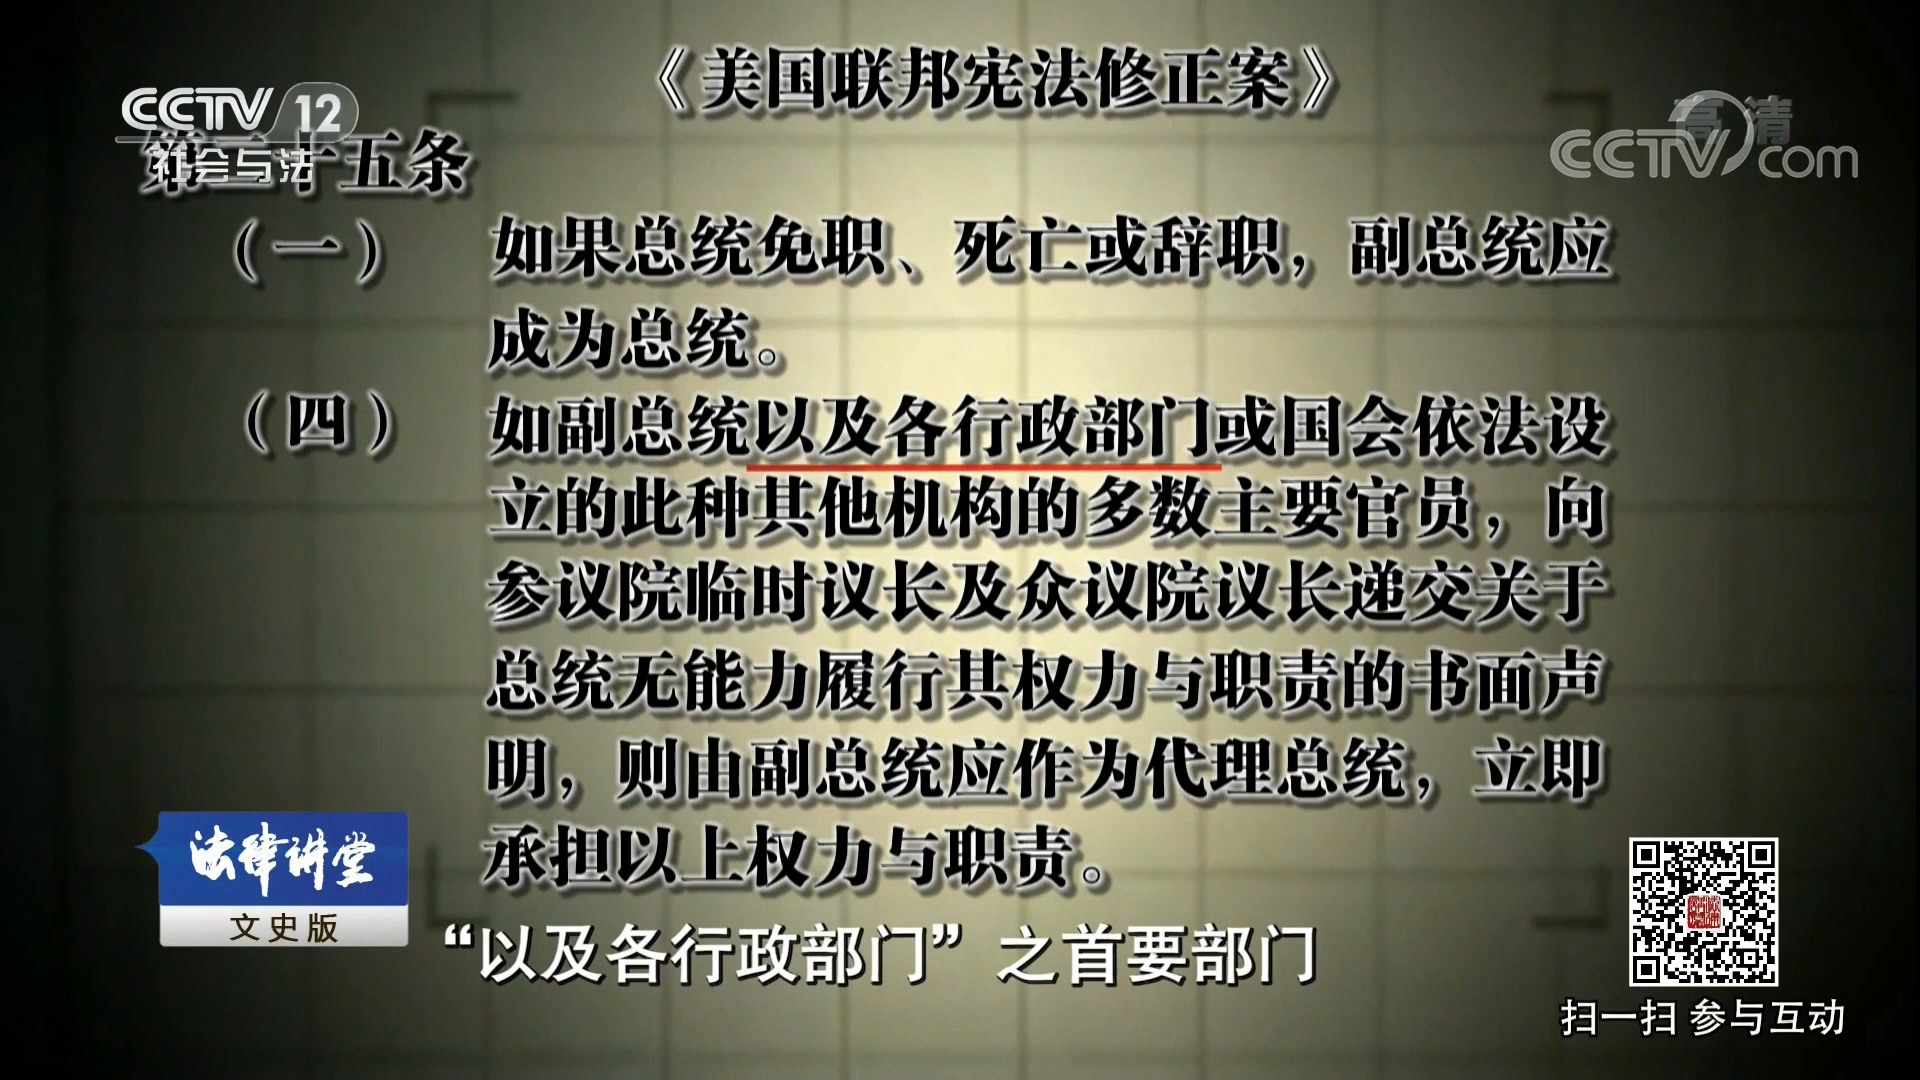 《美国联邦宪法修正案》
CCTV 12
社会与法
高清
CCTV com
第二十五条
（一） 如果总统免职、死亡或辞职，副总统应
成为总统。
（四） 如副总统以及各行政部门或国会依法设
立的此种其他机构的多数主要官员，向
参议院临时议长及众议院议长递交关于
总统无能力履行其权力与职责的书面声
明，则由副总统应作为代理总统，立即
承担以上权力与职责。
法律讲堂
文史版
“以及各行政部门”之首要部门
扫一扫 参与互动